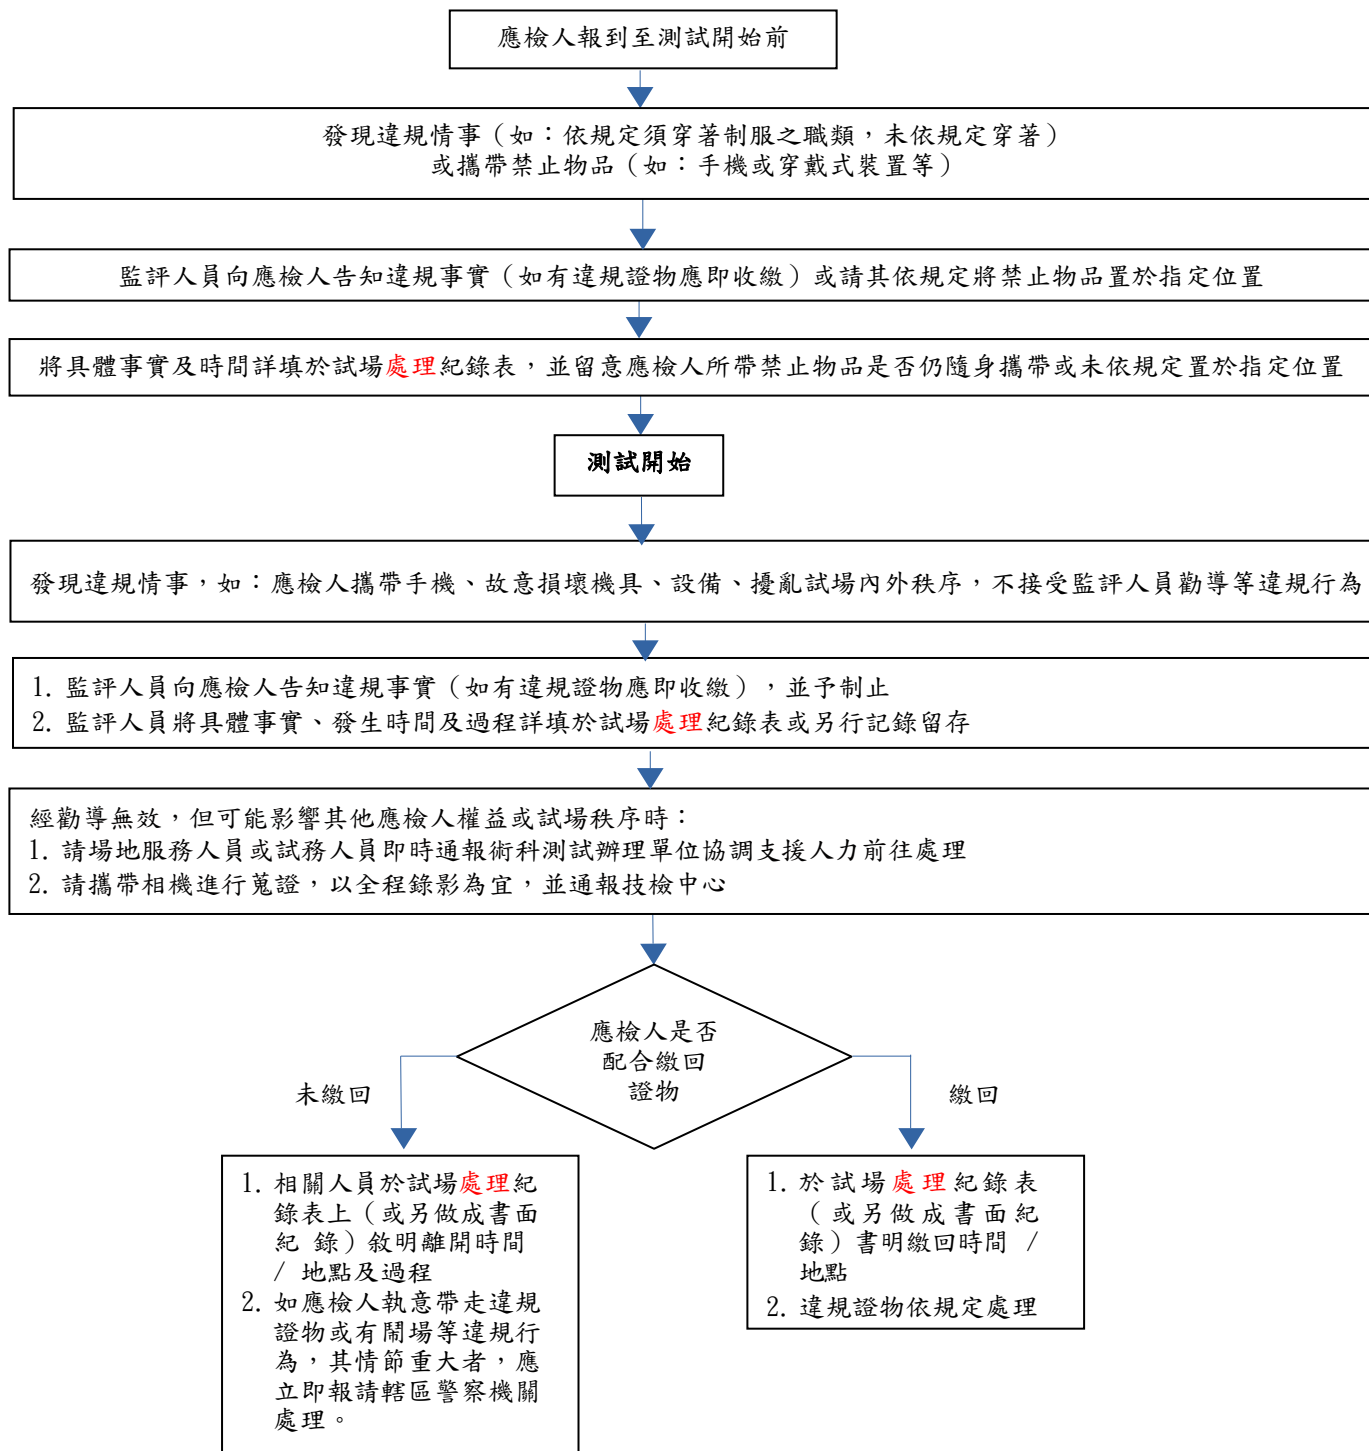 應檢人報到至測試開始前
發現違規情事（如：依規定須穿著制服之職類，未依規定穿著）
或攜帶禁止物品（如：手機或穿戴式裝置等）
監評人員向應檢人告知違規事實（如有違規證物應即收繳）或請其依規定將禁止物品置於指定位置
將具體事實及時間詳填於試場處理紀錄表，並留意應檢人所帶禁止物品是否仍隨身攜帶或未依規定置於指定位置
測試開始
發現違規情事，如：應檢人攜帶手機、故意損壞機具、設備、擾亂試場內外秩序，不接受監評人員勸導等違規行為
1. 監評人員向應檢人告知違規事實（如有違規證物應即收繳），並予制止
2. 監評人員將具體事實、發生時間及過程詳填於試場處理紀錄表或另行記錄留存
經勸導無效，但可能影響其他應檢人權益或試場秩序時：
1. 請場地服務人員或試務人員即時通報術科測試辦理單位協調支援人力前往處理
2. 請攜帶相機進行蒐證，以全程錄影為宜，並通報技檢中心
應檢人是否
配合繳回
證物
未繳回
繳回
1. 相關人員於試場處理紀
錄表上（或另做成書面
紀 錄）敘明離開時間
/ 地點及過程
2. 如應檢人執意帶走違規
證物或有鬧場等違規行
為，其情節重大者，應
立即報請轄區警察機關
處理。
1. 於試場處理紀錄表
（或另做成書面紀
錄）書明繳回時間 /
地點
2. 違規證物依規定處理